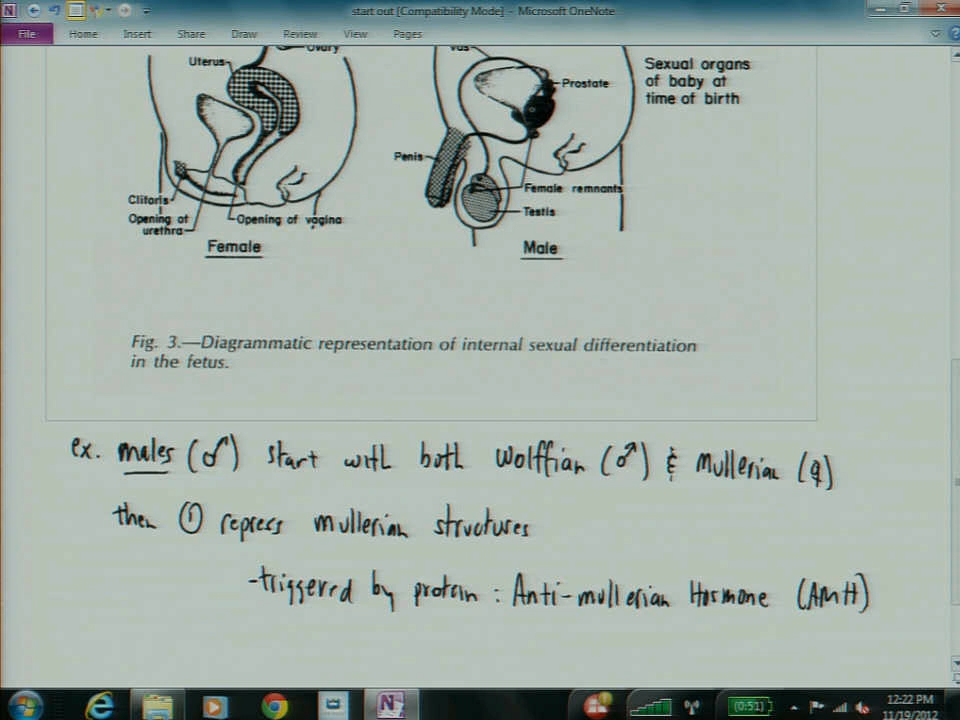 start out [Compatibility Mode] - Microsoft OneNote
File Home Insert Share Draw Review View Pages
Ovary
Uterus
Clitoris
Opening of urethra
Opening of vagina
Female
Vas
Prostate
Penis
Female remnants
Testis
Male
Sexual organs
of baby at
time of birth
Fig. 3.—Diagrammatic representation of internal sexual differentiation
in the fetus.
ex. males (♂) start with both Wolffian (♂) & Mullerian (♀)
then ① repress mullerian structures
-triggered by protein : Anti-mullerian Hormone (AMH)
(0:51)
12:22 PM
11/19/2012